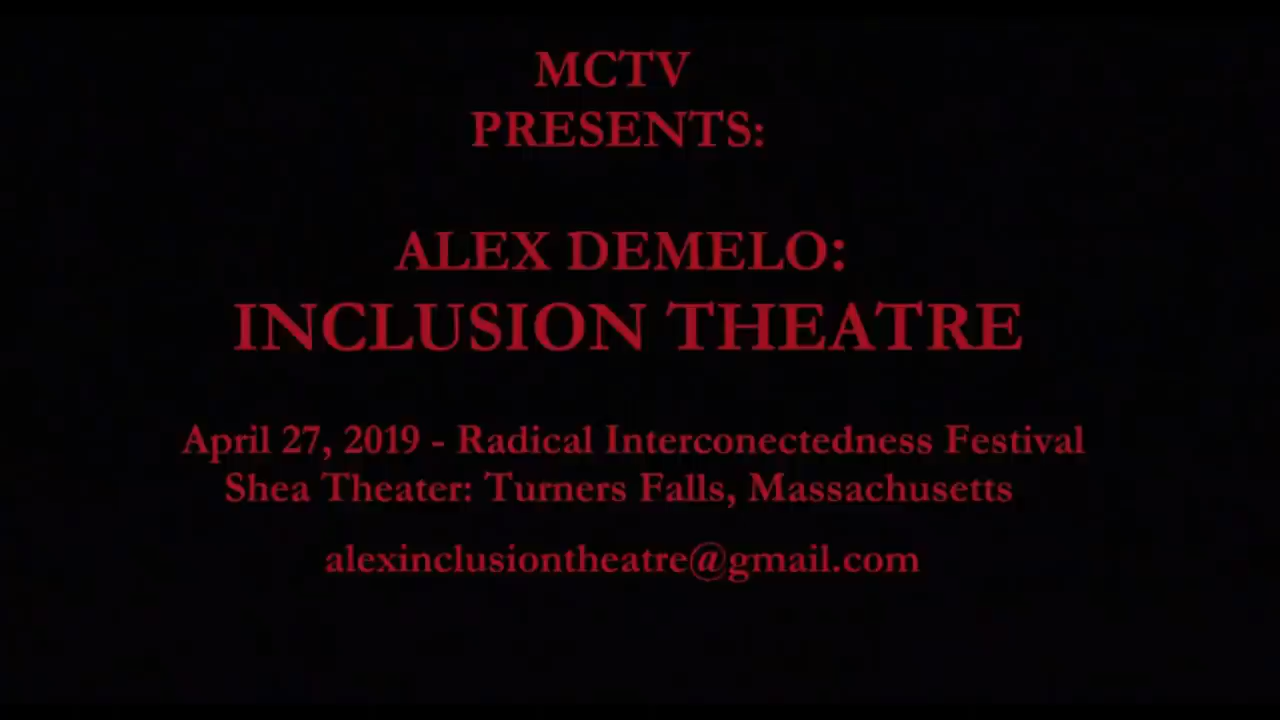 MCTV
PRESENTS:
ALEX DEMELO:
INCLUSION THEATRE
April 27, 2019 - Radical Interconectedness Festival
Shea Theater: Turners Falls, Massachusetts
alexinclusiontheatre@gmail.com